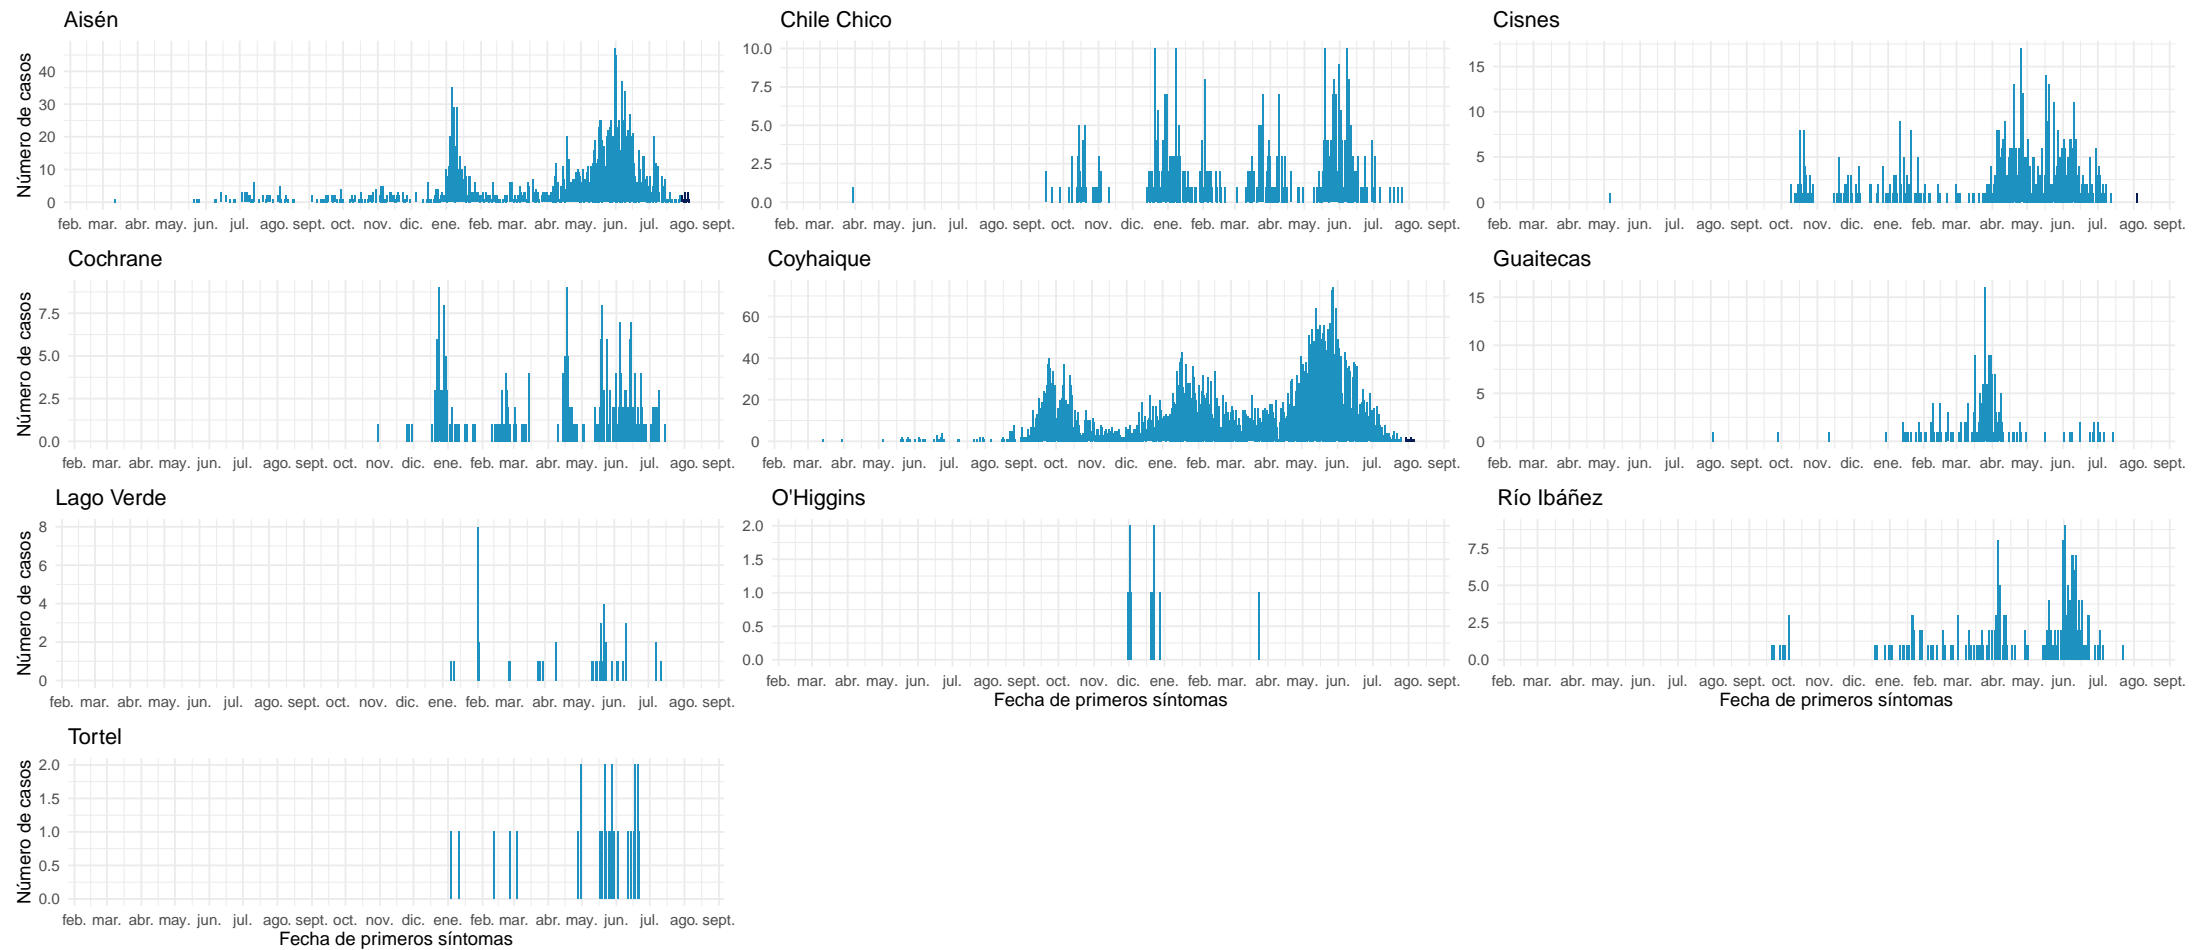 Aisén
Chile Chico
Cisnes
Número de casos
40
30
20
10
0
feb. mar. abr. may. jun. jul. ago. sept. oct. nov. dic. ene. feb. mar. abr. may. jun. jul. ago. sept.
10.0
7.5
5.0
2.5
0.0
feb. mar. abr. may. jun. jul. ago. sept. oct. nov. dic. ene. feb. mar. abr. may. jun. jul. ago. sept.
15
10
5
0
feb. mar. abr. may. jun. jul. ago. sept. oct. nov. dic. ene. feb. mar. abr. may. jun. jul. ago. sept.
Cochrane
Coyhaique
Guaitecas
Número de casos
7.5
5.0
2.5
0.0
feb. mar. abr. may. jun. jul. ago. sept. oct. nov. dic. ene. feb. mar. abr. may. jun. jul. ago. sept.
60
40
20
0
feb. mar. abr. may. jun. jul. ago. sept. oct. nov. dic. ene. feb. mar. abr. may. jun. jul. ago. sept.
15
10
5
0
feb. mar. abr. may. jun. jul. ago. sept. oct. nov. dic. ene. feb. mar. abr. may. jun. jul. ago. sept.
Lago Verde
O'Higgins
Río Ibáñez
Número de casos
8
6
4
2
0
feb. mar. abr. may. jun. jul. ago. sept. oct. nov. dic. ene. feb. mar. abr. may. jun. jul. ago. sept.
2.0
1.5
1.0
0.5
0.0
feb. mar. abr. may. jun. jul. ago. sept. oct. nov. dic. ene. feb. mar. abr. may. jun. jul. ago. sept.
Fecha de primeros síntomas
7.5
5.0
2.5
0.0
feb. mar. abr. may. jun. jul. ago. sept. oct. nov. dic. ene. feb. mar. abr. may. jun. jul. ago. sept.
Fecha de primeros síntomas
Tortel
Número de casos
2.0
1.5
1.0
0.5
0.0
feb. mar. abr. may. jun. jul. ago. sept. oct. nov. dic. ene. feb. mar. abr. may. jun. jul. ago. sept.
Fecha de primeros síntomas